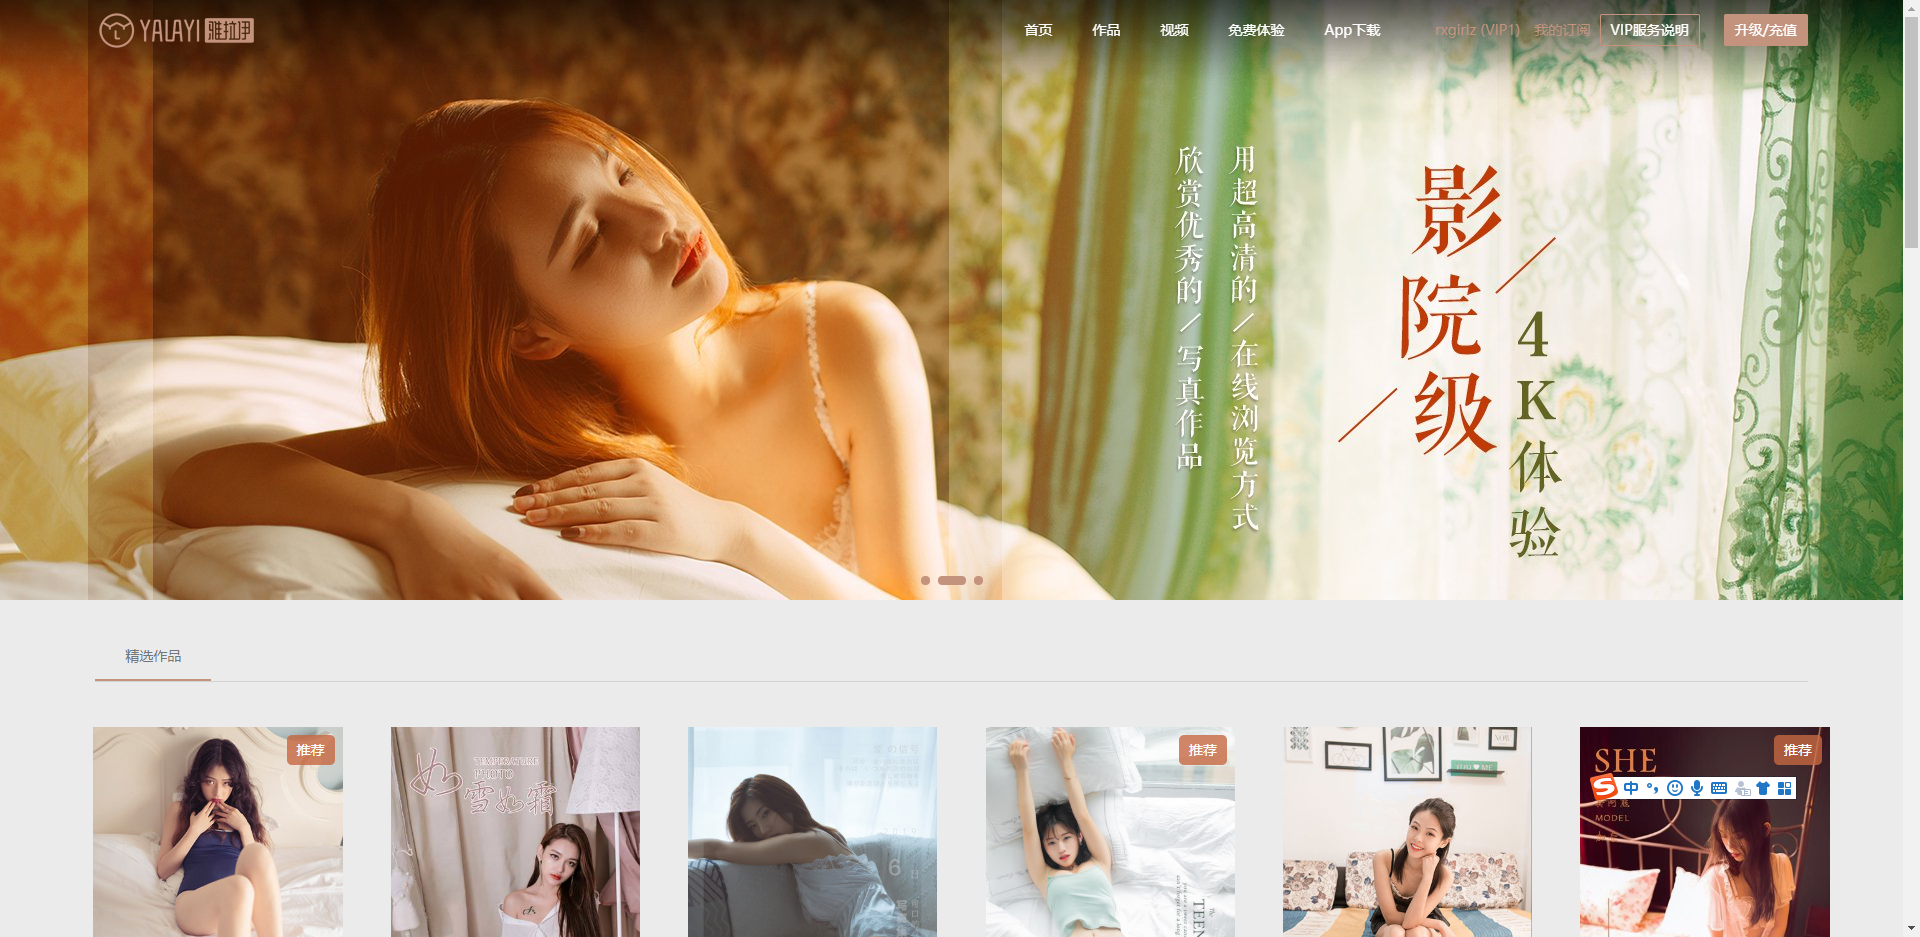 YALAYI 雅拉伊
首页 作品 视频 免费体验 App下载 rxgirlz (VIP1) 我的订阅 VIP服务说明 升级/充值
用超高清的/在线浏览方式
欣赏优秀的/写真作品
影院级
4K体验
精选作品
推荐
如雪如霜
TEMPERATURE
PHOTO
6
推荐
TEEN
推荐
SHE
中
MODEL